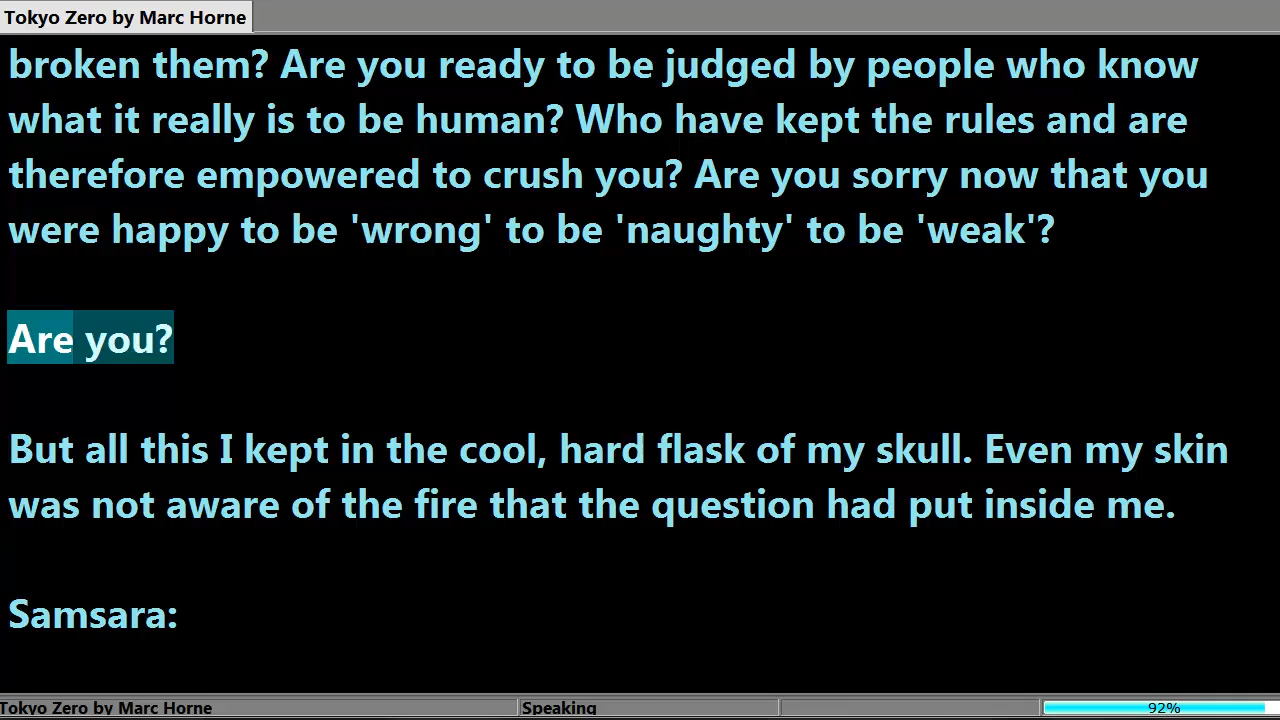 Tokyo Zero by Marc Horne
broken them? Are you ready to be judged by people who know
what it really is to be human? Who have kept the rules and are
therefore empowered to crush you? Are you sorry now that you
were happy to be 'wrong' to be 'naughty' to be 'weak'?
Are you?
But all this I kept in the cool, hard flask of my skull. Even my skin
was not aware of the fire that the question had put inside me.
Samsara:
Tokyo Zero by Marc Horne
Speaking
92%